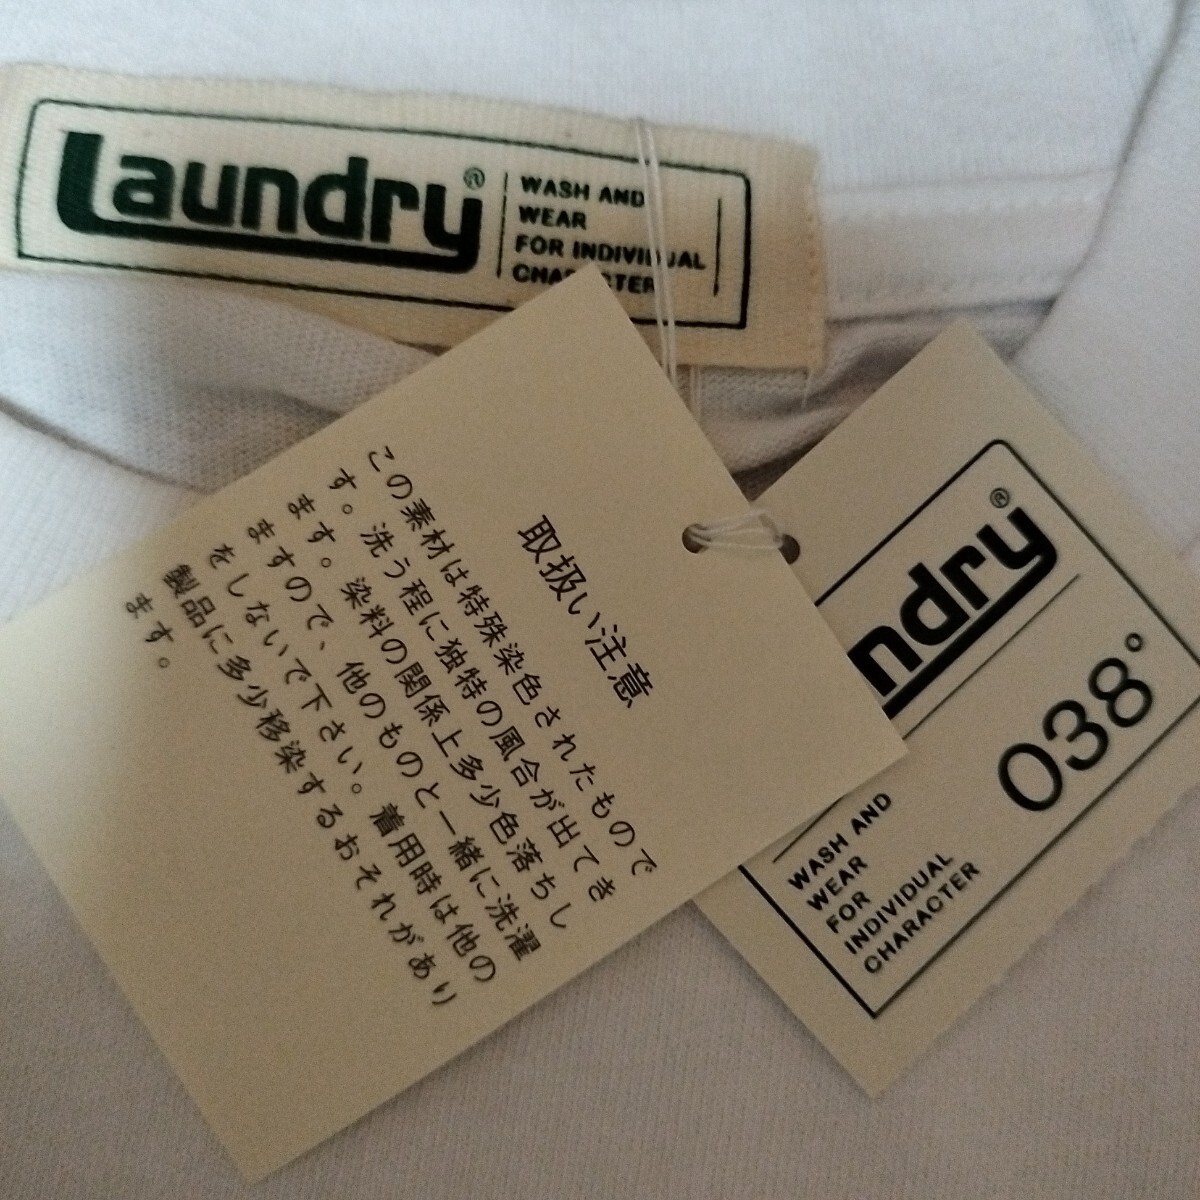 Laundry®
WASH AND
WEAR
FOR INDIVIDUAL
取扱い注意
この素材は特殊染色されたもので
す。洗う程に独特の風合が出てき
ます。染料の関係上多少色落ちし
ますので、他のものと一緒に洗濯
をしないで下さい。着用時は他の
製品に多少移染するおそれがあり
ます。
ndry®
038°
WASH AND
WEAR
FOR
INDIVIDUAL
CHARACTER